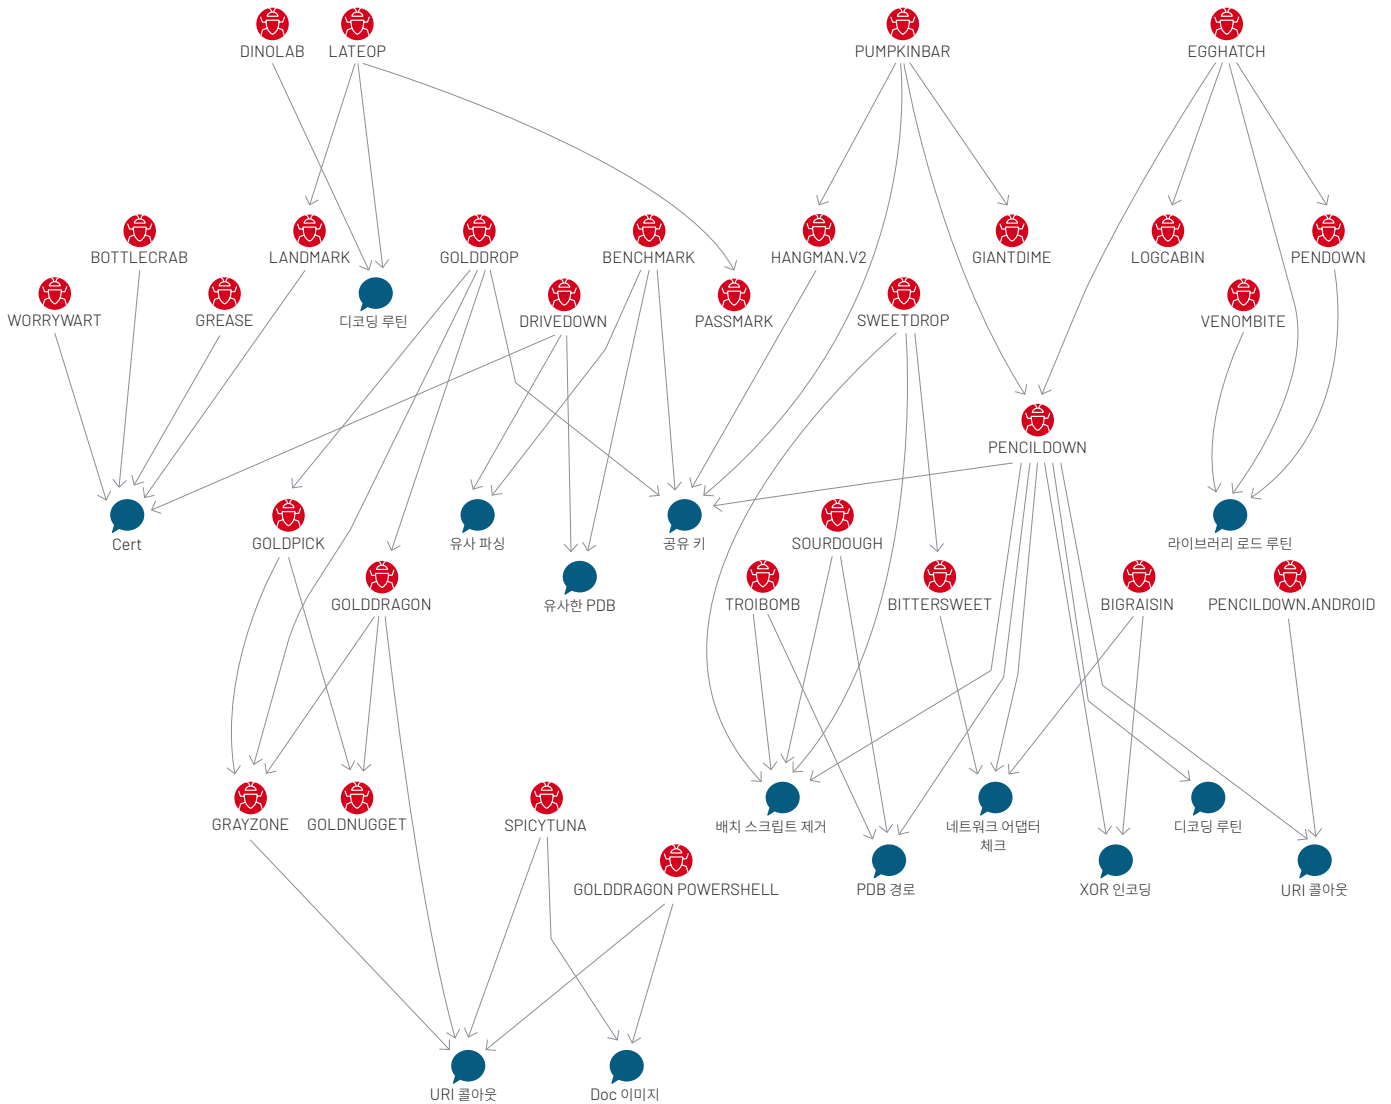 DINOLAB
LATEOP
PUMPKINBAR
EGGHATCH
BOTTLECRAB
LANDMARK
GOLDDROP
BENCHMARK
HANGMAN.V2
GIANTDIME
LOGCABIN
PENDOWN
WORRYWART
GREASE
디코딩 루틴
DRIVEDOWN
PASSMARK
SWEETDROP
VENOMBITE
PENCILDOWN
Cert
GOLDPICK
유사 파싱
공유 키
SOURDOUGH
라이브러리 로드 루틴
GOLDDRAGON
유사한 PDB
TROIBOMB
BITTERSWEET
BIGRAISIN
PENCILDOWN.ANDROID
GRAYZONE
GOLDNUGGET
SPICYTUNA
배치 스크립트 제거
네트워크 어댑터
체크
디코딩 루틴
GOLDDRAGON POWERSHELL
PDB 경로
XOR 인코딩
URI 콜아웃
URI 콜아웃
Doc 이미지